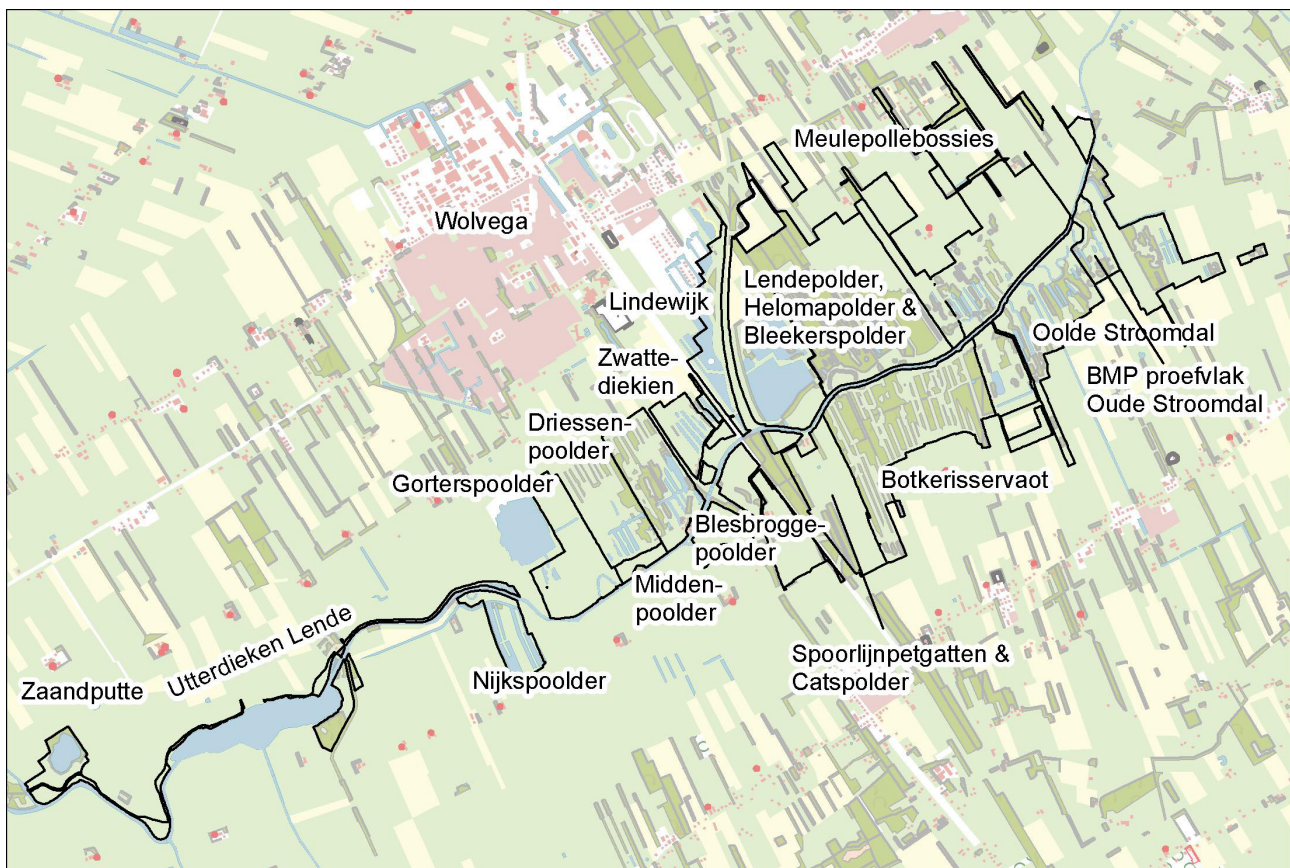 Meulepollebossies
Wolvega
Lindewijk
Lendepolder,
Helomapolder &
Bleekerspolder
Oolde Stroomdal
Zwatte-
diekien
BMP proefvlak
Oude Stroomdal
Driessen-
poolder
Gorterspoolder
Botkerisservaot
Blesbrogge-
poolder
Midden-
poolder
Utterdieken Lende
Spoorlijnpetgatten &
Catspolder
Nijkspoolder
Zaandputte